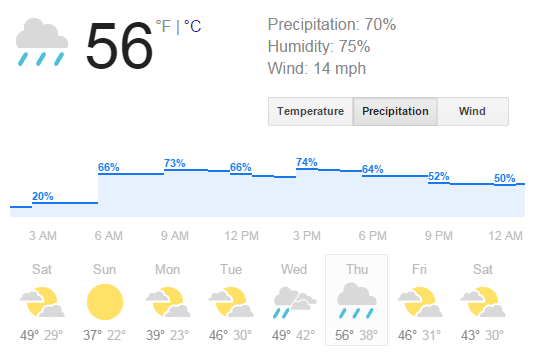 56 °F | °C
Precipitation: 70%
Humidity: 75%
Wind: 14 mph
Temperature Precipitation Wind
20% 66% 73% 66% 74% 64% 52% 50%
3 AM 6 AM 9 AM 12 PM 3 PM 6 PM 9 PM 12 AM
Sat Sun Mon Tue Wed Thu Fri Sat
49° 29° 37° 22° 39° 23° 46° 30° 49° 42° 56° 38° 46° 31° 43° 30°